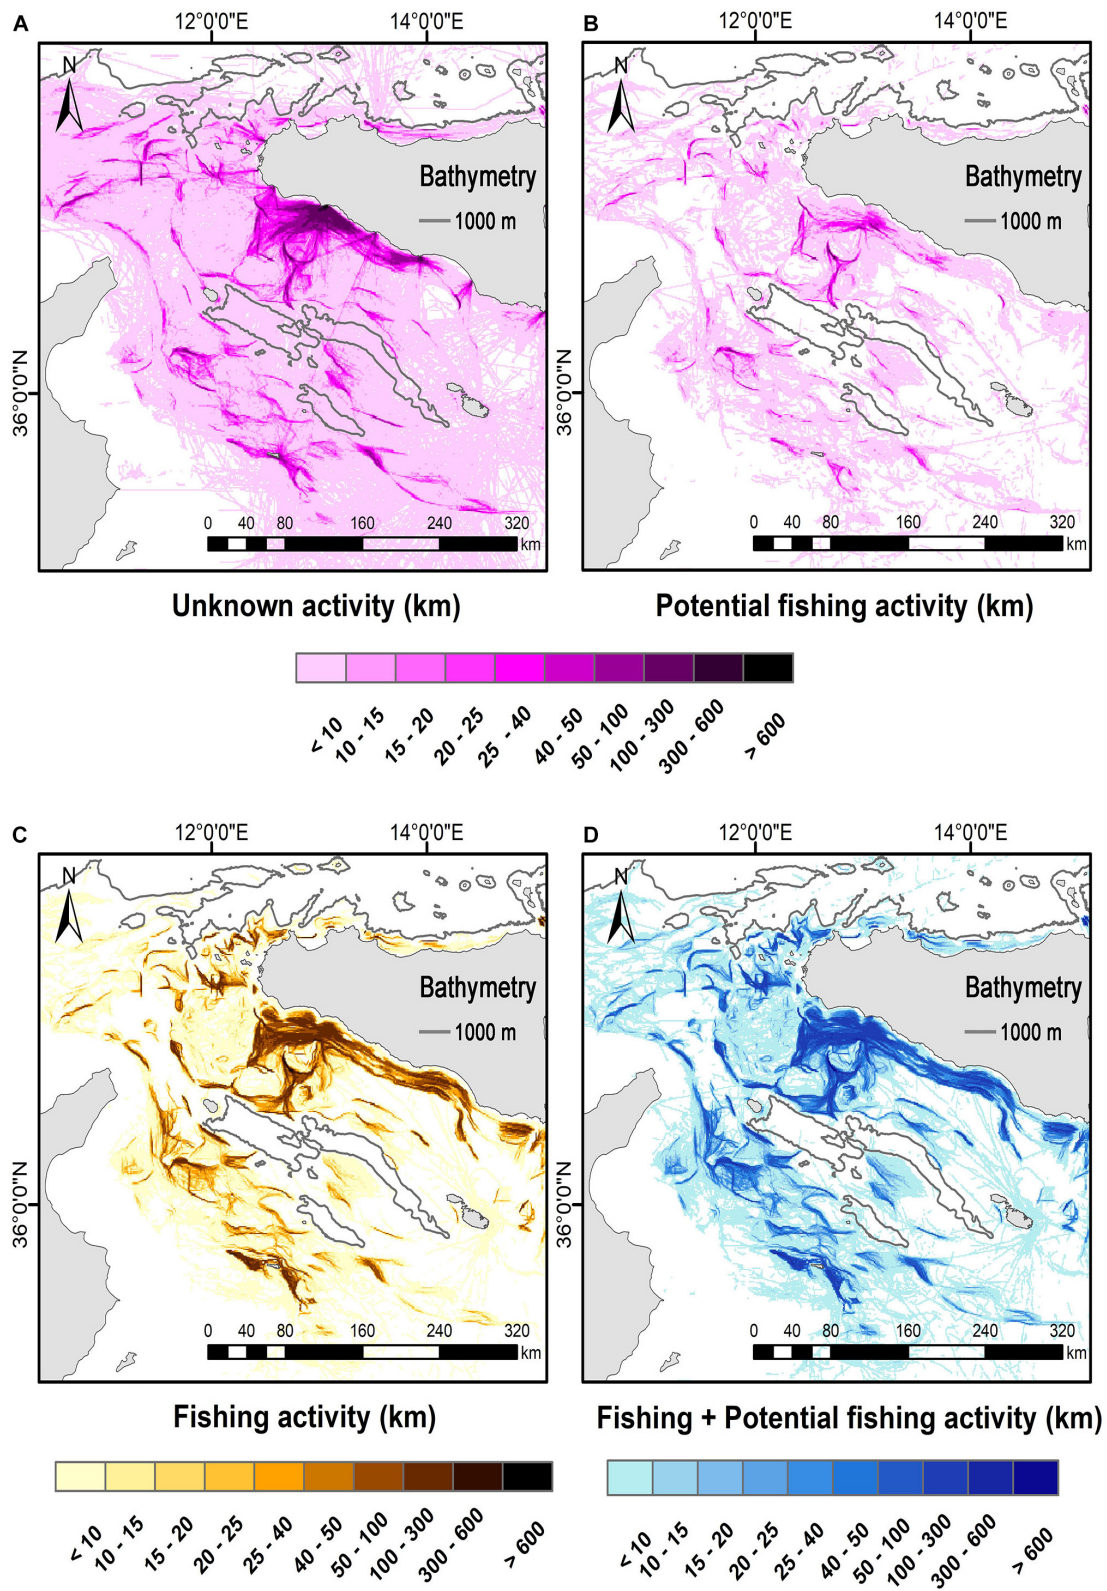 A
12°0'0"E 14°0'0"E
N
Bathymetry
1000 m
36°0'0"N
0 40 80 160 240 320
km
Unknown activity (km)
B
12°0'0"E 14°0'0"E
N
Bathymetry
1000 m
36°0'0"N
0 40 80 160 240 320
km
Potential fishing activity (km)
< 10
10 - 15
15 - 20
20 - 25
25 - 40
40 - 50
50 - 100
100 - 300
300 - 600
> 600
C
12°0'0"E 14°0'0"E
N
Bathymetry
1000 m
36°0'0"N
0 40 80 160 240 320
km
Fishing activity (km)
< 10
10 - 15
15 - 20
20 - 25
25 - 40
40 - 50
50 - 100
100 - 300
300 - 600
> 600
D
12°0'0"E 14°0'0"E
N
Bathymetry
1000 m
36°0'0"N
0 40 80 160 240 320
km
Fishing + Potential fishing activity (km)
< 10
10 - 15
15 - 20
20 - 25
25 - 40
40 - 50
50 - 100
100 - 300
300 - 600
> 600